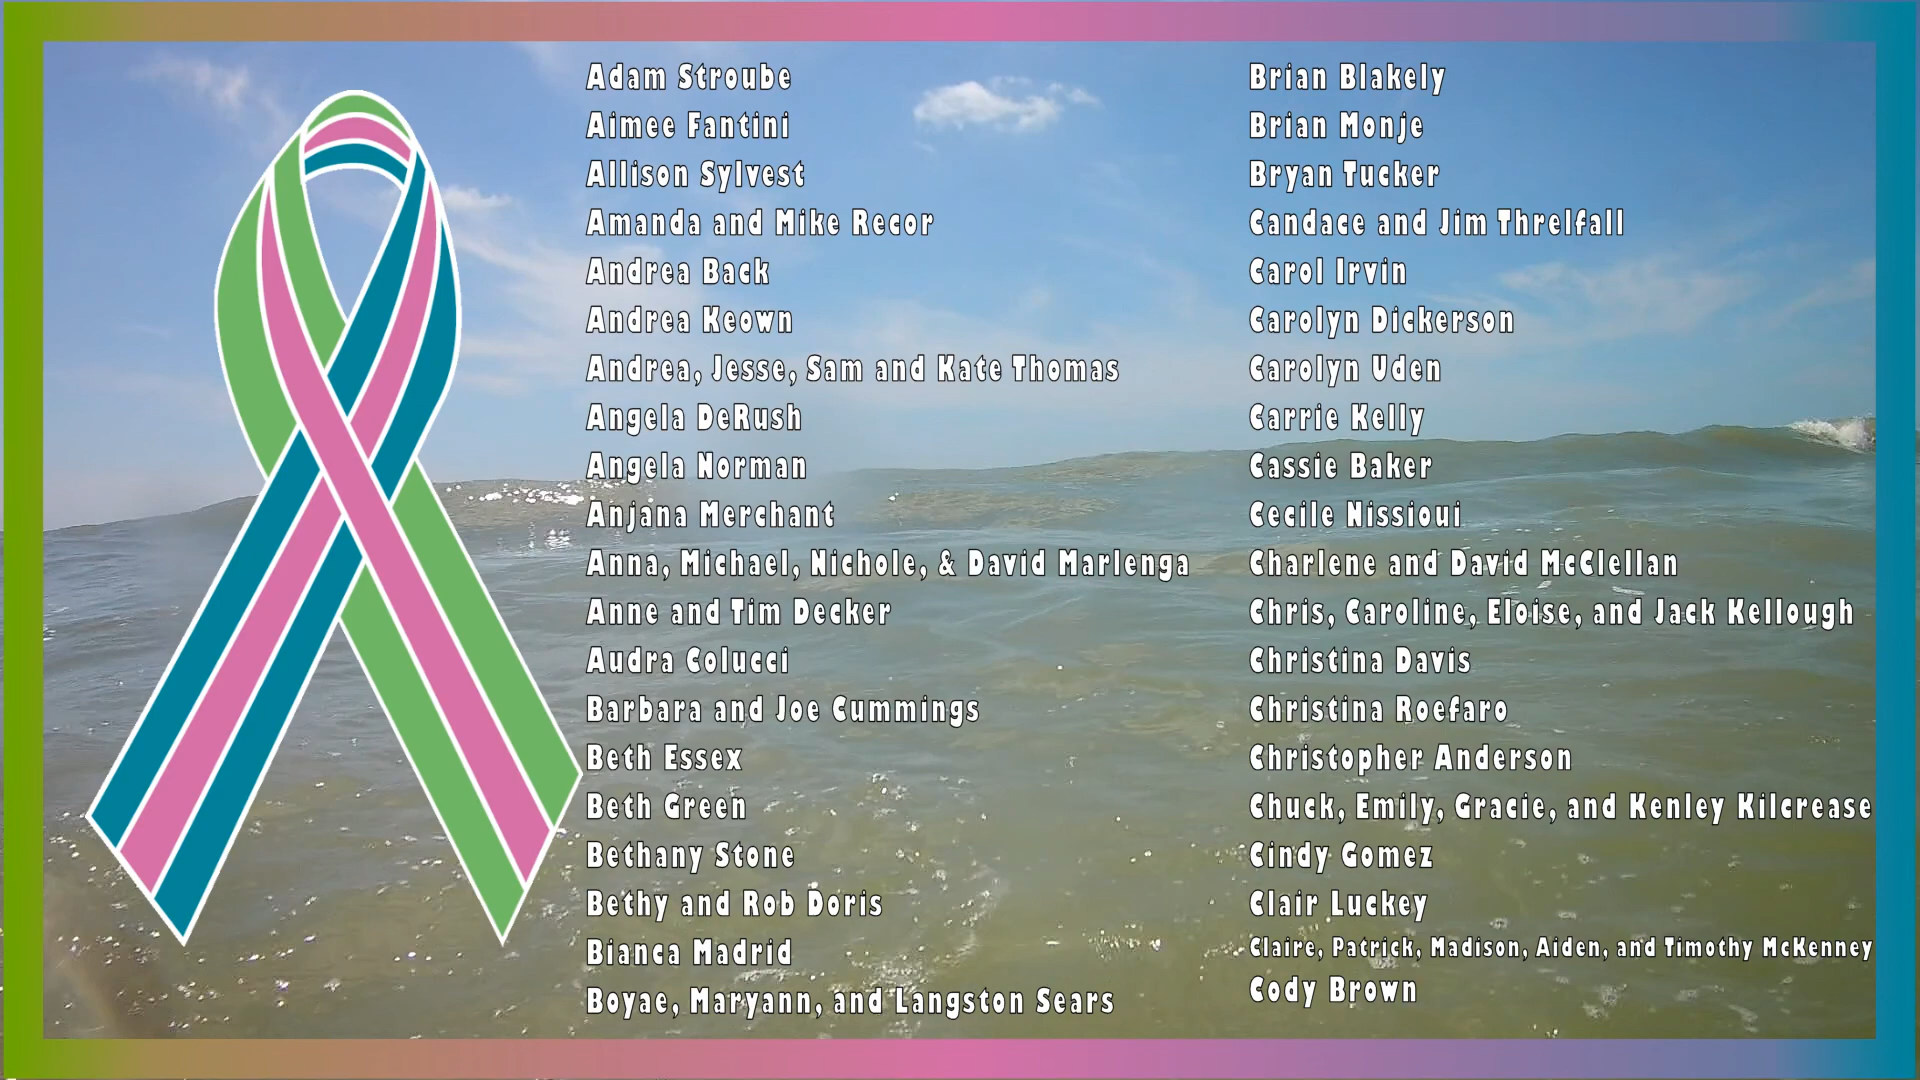 Adam Stroube
Aimee Fantini
Allison Sylvest
Amanda and Mike Recor
Andrea Back
Andrea Keown
Andrea, Jesse, Sam and Kate Thomas
Angela DeRush
Angela Norman
Anjana Merchant
Anna, Michael, Nichole, & David Marlenga
Anne and Tim Decker
Audra Colucci
Barbara and Joe Cummings
Beth Essex
Beth Green
Bethany Stone
Bethy and Rob Doris
Bianca Madrid
Boyae, Maryann, and Langston Sears
Brian Blakely
Brian Monje
Bryan Tucker
Candace and Jim Threlfall
Carol Irvin
Carolyn Dickerson
Carolyn Uden
Carrie Kelly
Cassie Baker
Cecile Nissioui
Charlene and David McClellan
Chris, Caroline, Eloise, and Jack Kellough
Christina Davis
Christina Roefaro
Christopher Anderson
Chuck, Emily, Gracie, and Kenley Kilcrease
Cindy Gomez
Clair Luckey
Claire, Patrick, Madison, Aiden, and Timothy McKenney
Cody Brown